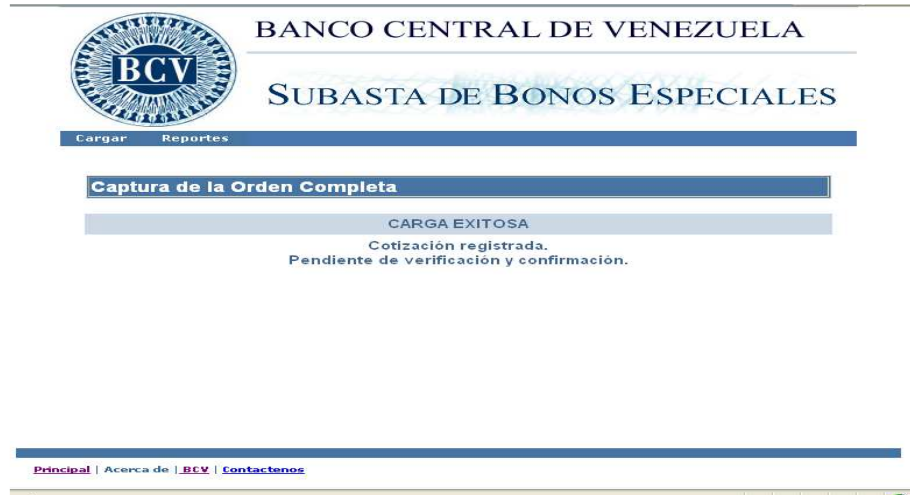 BANCO CENTRAL DE VENEZUELA
BCV
SUBASTA DE BONOS ESPECIALES
Cargar Reportes
Captura de la Orden Completa
CARGA EXITOSA
Cotización registrada.
Pendiente de verificación y confirmación.
Principal | Acerca de | BCV | Contactenos